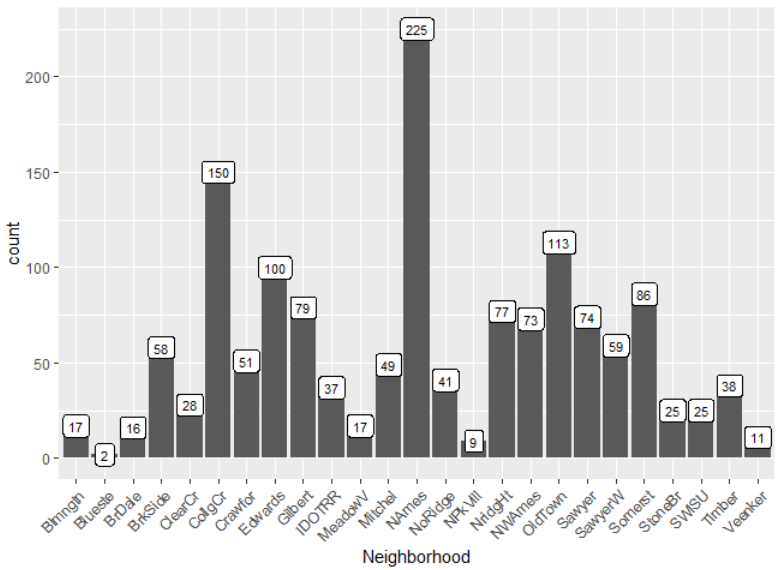 225
200
150
150
113
100
100
86
79
77
74
73
58
59
51
50
49
41
38
37
28
25
25
17
16
17
9
11
2
0
count
Blmngtn
Blueste
BrDale
BrkSide
ClearCr
CollgCr
Crawfor
Edwards
Gilbert
IDOTRR
MeadowV
Mitchel
NAmes
NoRidge
NPkVill
NridgHt
NWAmes
OldTown
Sawyer
SawyerW
Somerst
StoneBr
SWISU
Timber
Veenker
Neighborhood